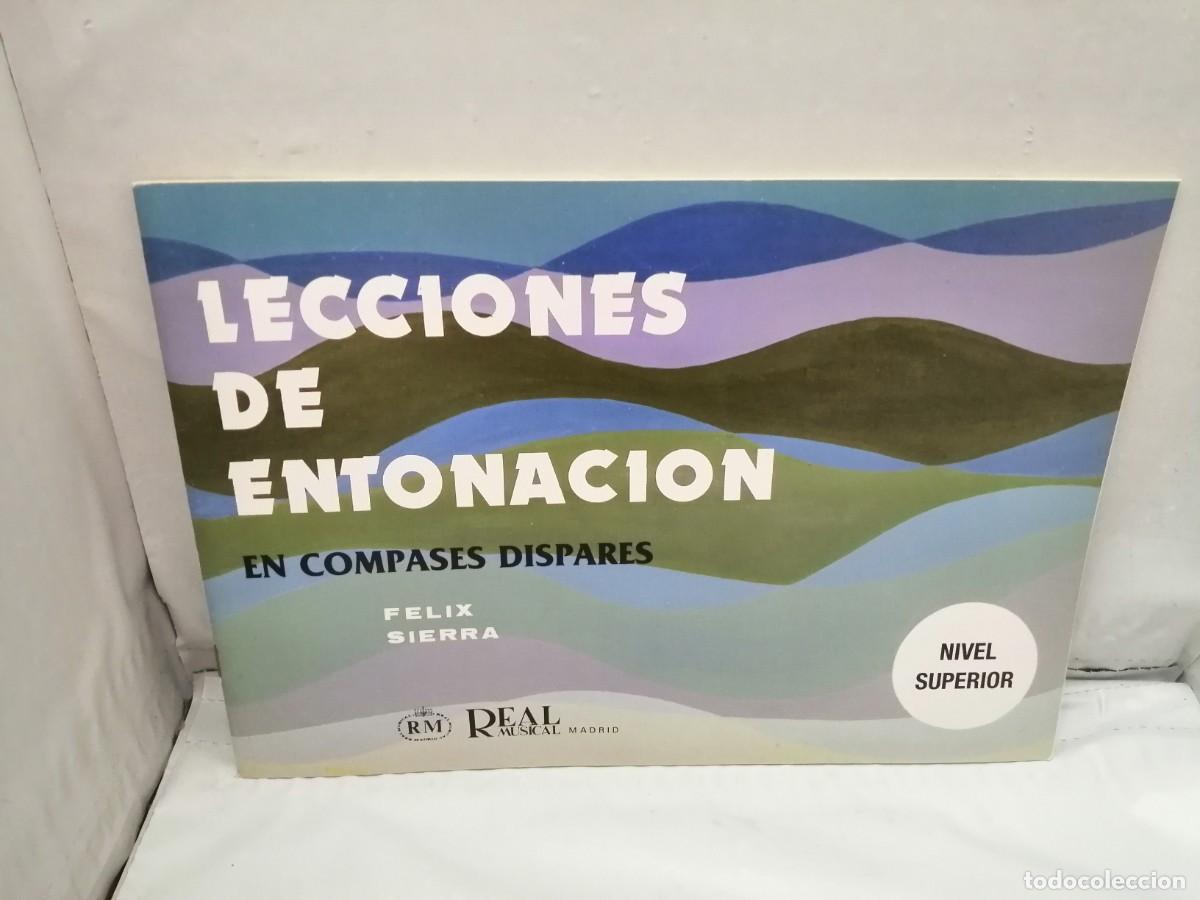 LECCIONES
DE
ENTONACION
EN COMPASES DISPARES
FELIX
SIERRA
NIVEL
SUPERIOR
RM
REAL
MUSICAL MADRID
todocoleccion